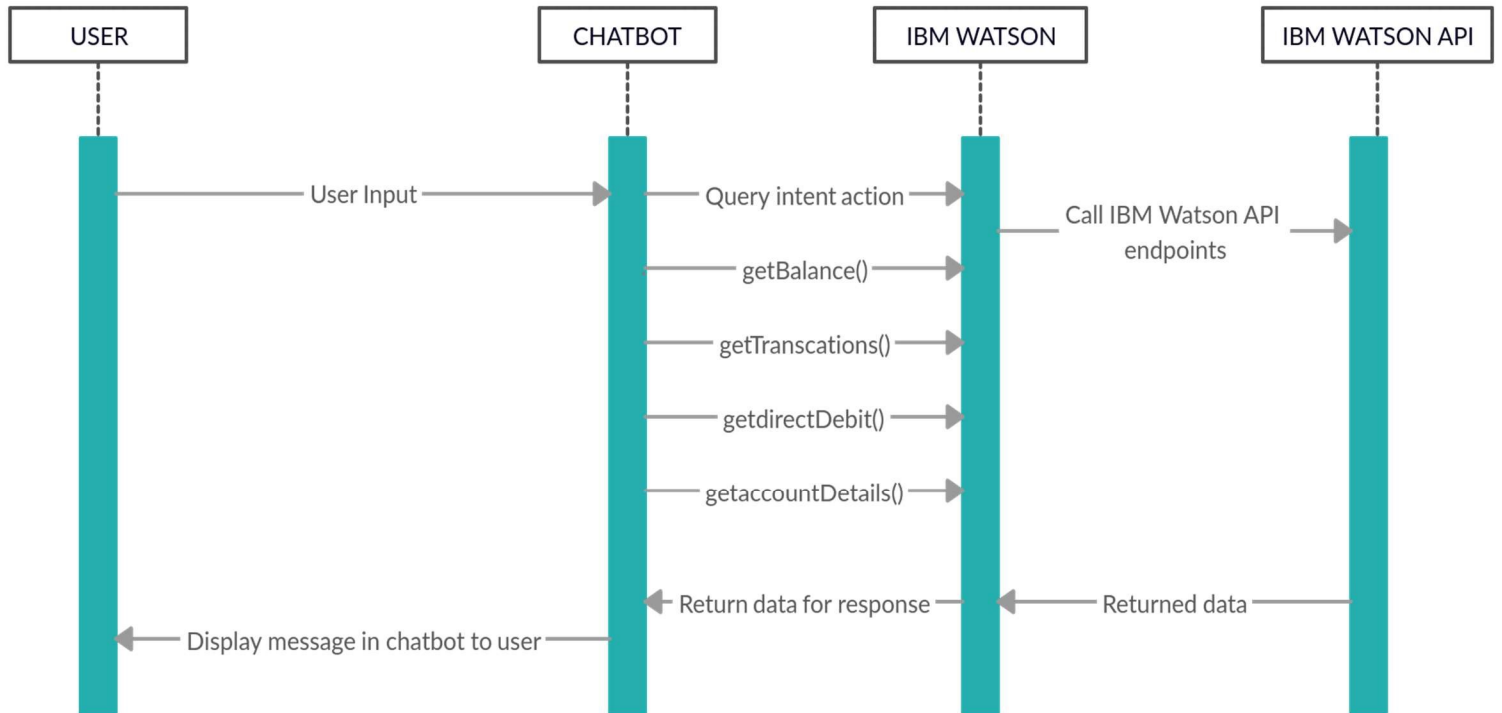 USER
CHATBOT
IBM WATSON
IBM WATSON API
User Input
Query intent action
Call IBM Watson API
endpoints
getBalance()
getTranscations()
getdirectDebit()
getaccountDetails()
Return data for response
Returned data
Display message in chatbot to user